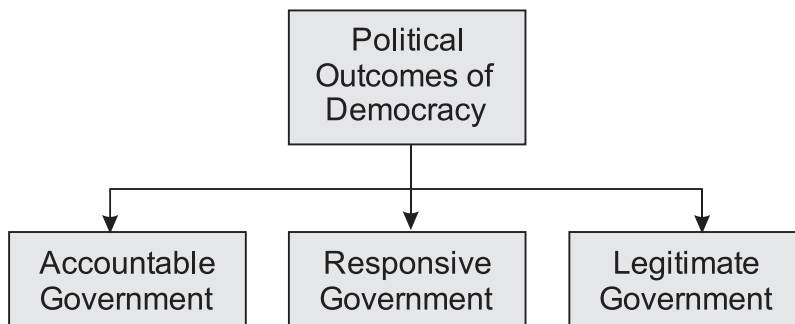 Political
Outcomes of
Democracy
Accountable
Government
Responsive
Government
Legitimate
Government